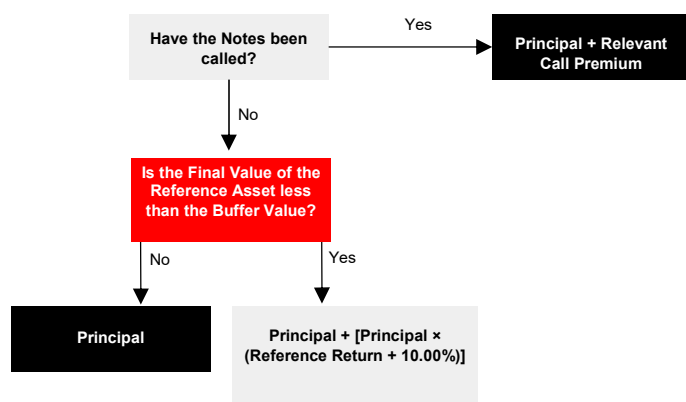 Have the Notes been
called?
Yes
Principal + Relevant
Call Premium
No
Is the Final Value of the
Reference Asset less
than the Buffer Value?
No
Yes
Principal
Principal + [Principal ×
(Reference Return + 10.00%)]